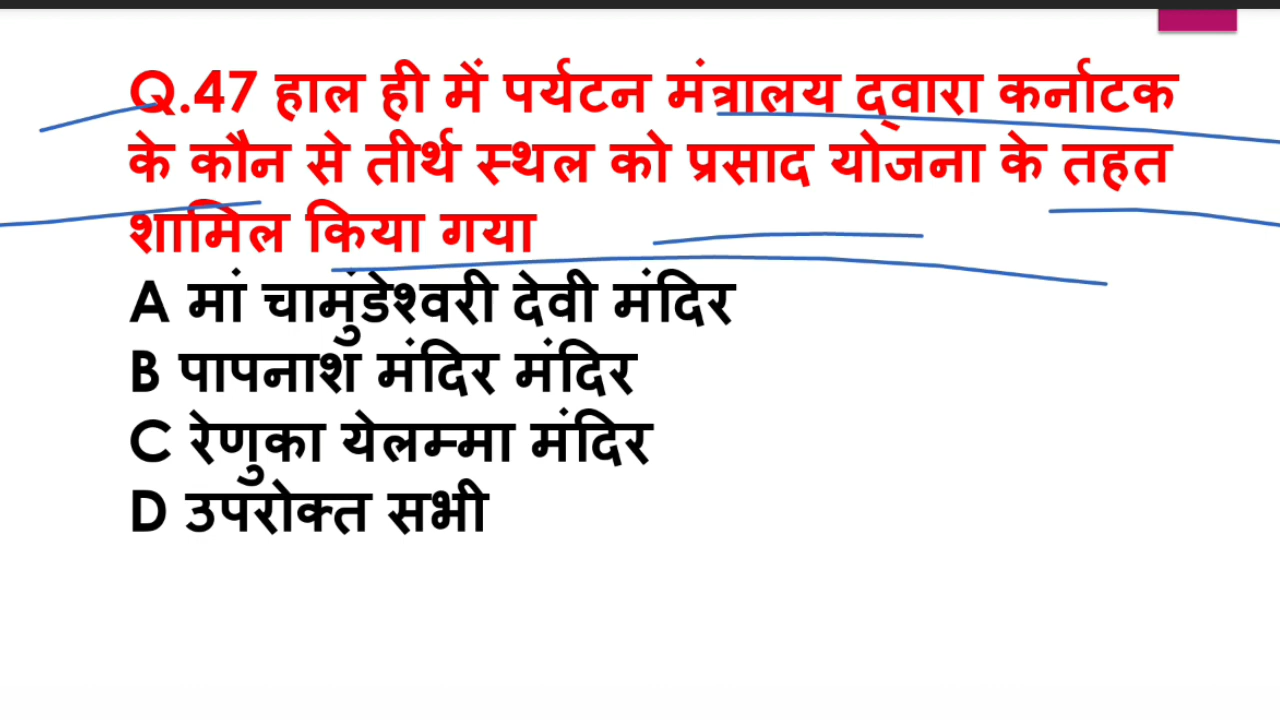 Q.47 हाल ही में पर्यटन मंत्रालय द्वारा कर्नाटक
के कौन से तीर्थ स्थल को प्रसाद योजना के तहत
शामिल किया गया
A मां चामुंडेश्वरी देवी मंदिर
B पापनाश मंदिर मंदिर
C रेणुका येलम्मा मंदिर
D उपरोक्त सभी